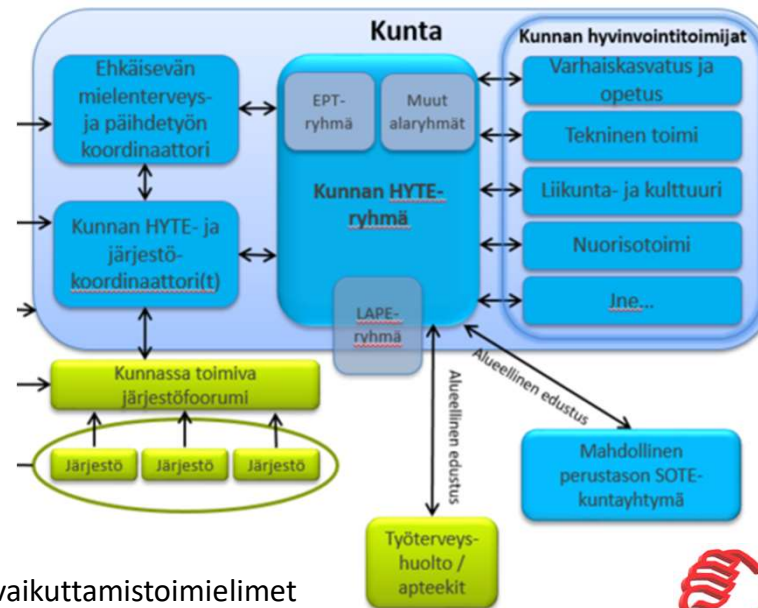 Kunta
Kunnan hyvinvointitoimijat
Ehkäisevän
mielenterveys-
ja päihdetyön
koordinaattori
EPT-
ryhmä
Muut
alaryhmät
Varhaiskasvatus ja
opetus
Tekninen toimi
Kunnan HYTE-
ryhmä
Liikunta- ja kulttuuri
Kunnan HYTE- ja
järjestö-
koordinaattori(t)
Nuorisotoimi
Jne...
LAPE-
ryhmä
Kunnassa toimiva
järjestöfoorumi
Alueellinen edustus
Alueellinen edustus
Järjestö
Järjestö
Järjestö
Mahdollinen
perustason SOTE-
kuntayhtymä
Työterveys-
huolto /
apteekit
vaikuttamistoimielimet